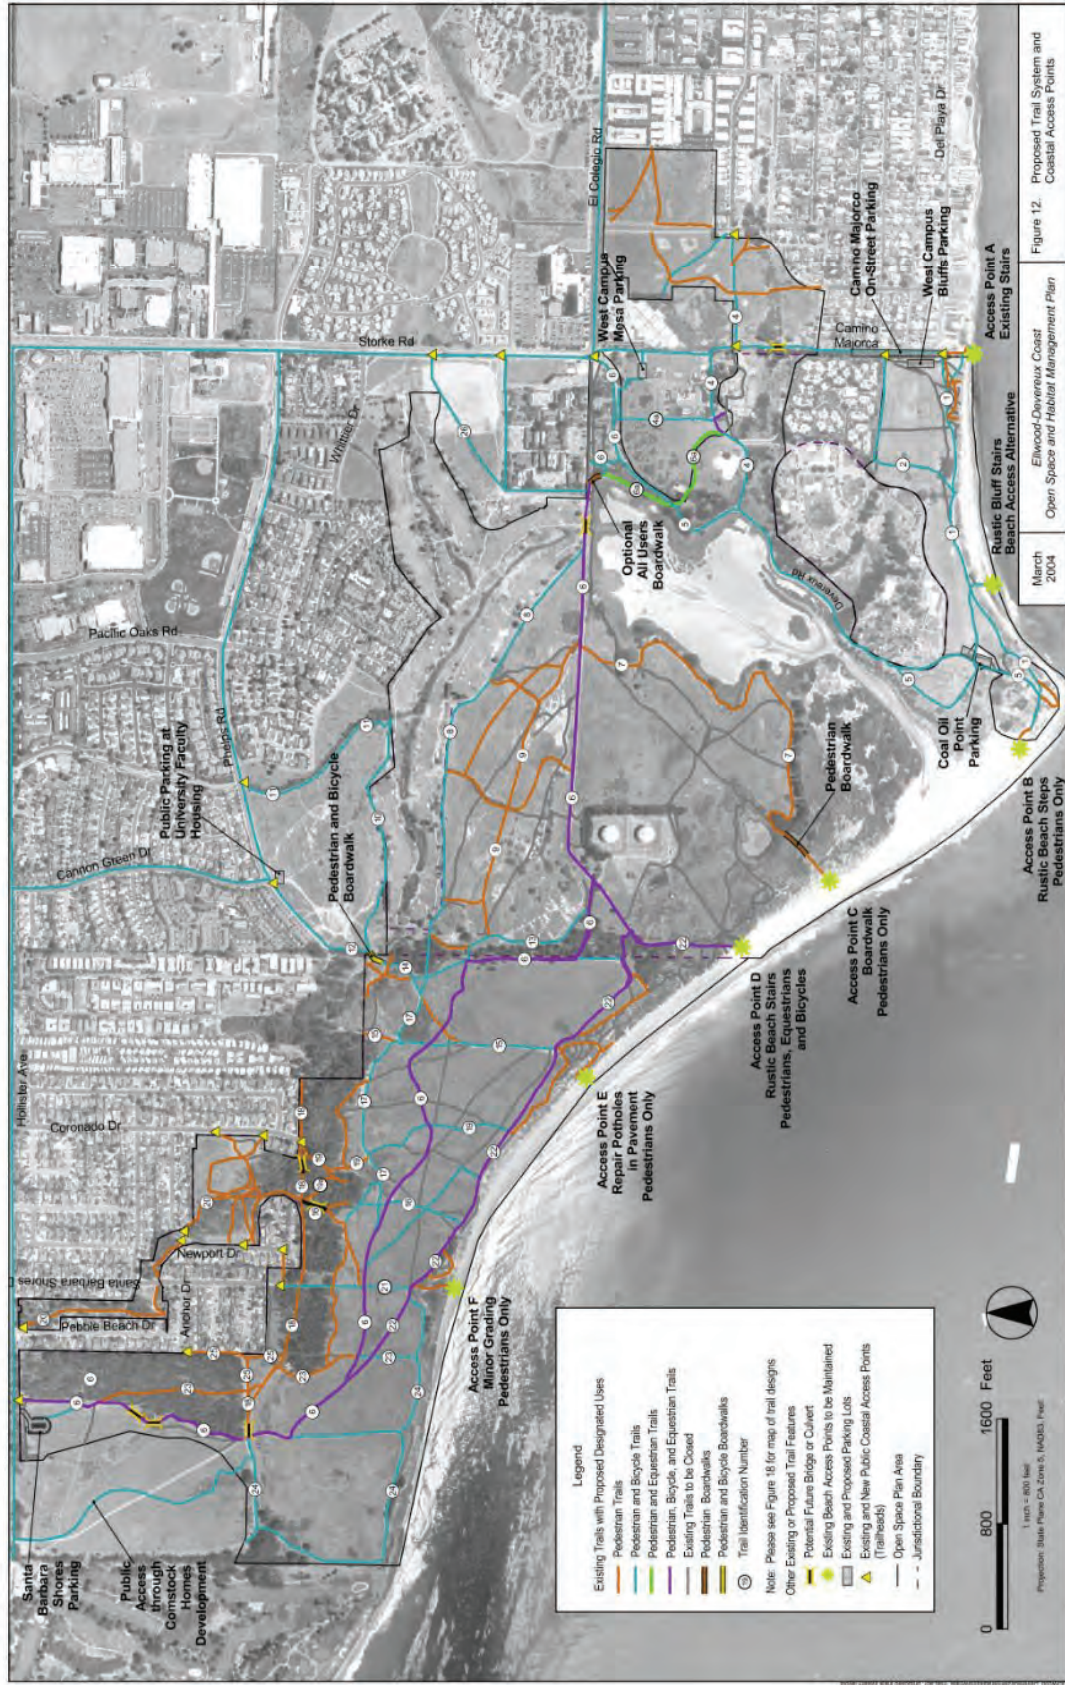 Hollister Ave
Santa Barbara Shores D
Coronado Dr
Newport Dr
Anchor Dr
Pebble Beach Dr
Cannon Green Dr
Phelps Rd
Pacific Oaks Rd
Whittier Dr
Storke Rd
El Colegio Rd
Camino
Majorca
Del Playa Dr
Devereux Rd
Santa
Barbara
Shores
Parking
Public
Access
through
Comstock
Homes
Development
Public Parking at
University Faculty
Housing
Pedestrian and Bicycle
Boardwalk
West Campus
Mesa Parking
Optional
All Users
Boardwalk
Camino Majorco
On-Street Parking
West Campus
Bluffs Parking
Pedestrian
Boardwalk
Coal Oil
Point
Parking
Access Point A
Existing Stairs
Rustic Bluff Stairs
Beach Access Alternative
Access Point B
Rustic Beach Steps
Pedestrians Only
Access Point C
Boardwalk
Pedestrians Only
Access Point D
Rustic Beach Stairs
Pedestrians, Equestrians
and Bicycles
Access Point E
Repair Potholes
in Pavement
Pedestrians Only
Access Point F
Minor Grading
Pedestrians Only
Legend
Existing Trails with Proposed Designated Uses
Pedestrian Trails
Pedestrian and Bicycle Trails
Pedestrian and Equestrian Trails
Pedestrian, Bicycle, and Equestrian Trails
Existing Trails to be Closed
Pedestrian Boardwalks
Pedestrian and Bicycle Boardwalks
Trail Identification Number
Note: Please see Figure 18 for map of trail designs
Other Existing or Proposed Trail Features
Potential Future Bridge or Culvert
Existing Beach Access Points to be Maintained
Existing and Proposed Parking Lots
Existing and New Public Coastal Access Points
(Trailheads)
Open Space Plan Area
Jurisdictional Boundary
0 800 1600 Feet
1 inch = 800 feet
Projection: State Plane CA Zone 5, NAD83, Feet
March
2004
Ellwood-Devereux Coast
Open Space and Habitat Management Plan
Figure 12. Proposed Trail System and
Coastal Access Points